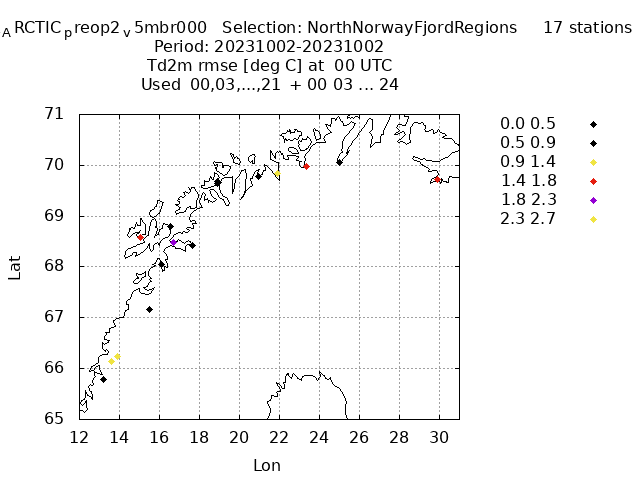 ARCTIC preop2 v5mbr000 Selection: NorthNorwayFjordRegions 17 stations
Period: 20231002-20231002
Td2m rmse [deg C] at 00 UTC
Used 00,03,...,21 + 00 03 ... 24
71
70
69
68
67
66
65
Lat
12 14 16 18 20 22 24 26 28 30
Lon
0.0 0.5
0.5 0.9
0.9 1.4
1.4 1.8
1.8 2.3
2.3 2.7